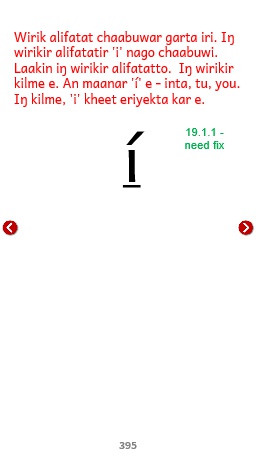 Wirik alifatat chaabuwar garta iri. Iŋ
wirikir alifatatir 'i' nago chaabuwi.
Laakin iŋ wirikir alifatatto. Iŋ wirikir
kilme e. An maanar 'í' e - inta, tu, you.
Iŋ kilme, 'i' kheet eriyekta kar e.
19.1.1 -
need fix
í̱
395